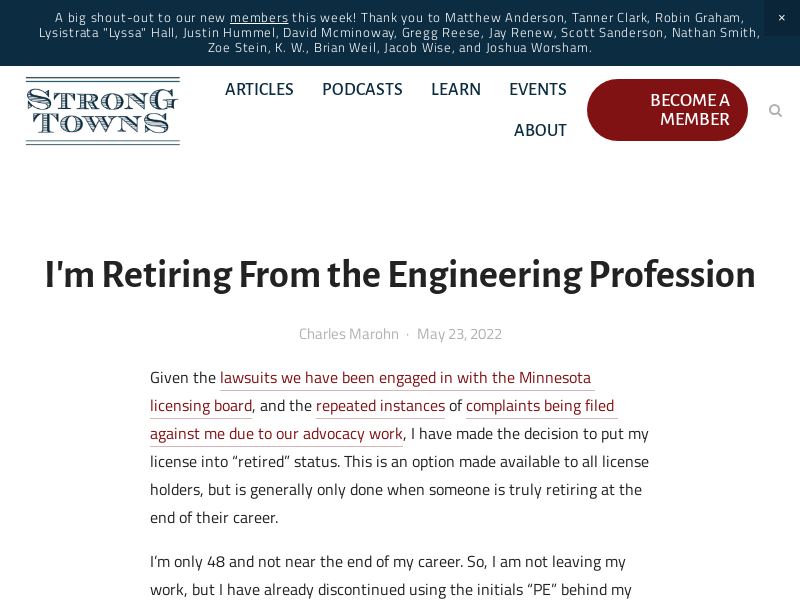 A big shout-out to our new members this week! Thank you to Matthew Anderson, Tanner Clark, Robin Graham,
Lysistrata "Lyssa" Hall, Justin Hummel, David Mcminoway, Gregg Reese, Jay Renew, Scott Sanderson, Nathan Smith,
Zoe Stein, K. W., Brian Weil, Jacob Wise, and Joshua Worsham.
×
STRONG
TOWNS
ARTICLES PODCASTS LEARN EVENTS
ABOUT
BECOME A
MEMBER
I'm Retiring From the Engineering Profession
Charles Marohn · May 23, 2022
Given the lawsuits we have been engaged in with the Minnesota
licensing board, and the repeated instances of complaints being filed
against me due to our advocacy work, I have made the decision to put my
license into “retired” status. This is an option made available to all license
holders, but is generally only done when someone is truly retiring at the
end of their career.
I’m only 48 and not near the end of my career. So, I am not leaving my
work, but I have already discontinued using the initials “PE” behind my